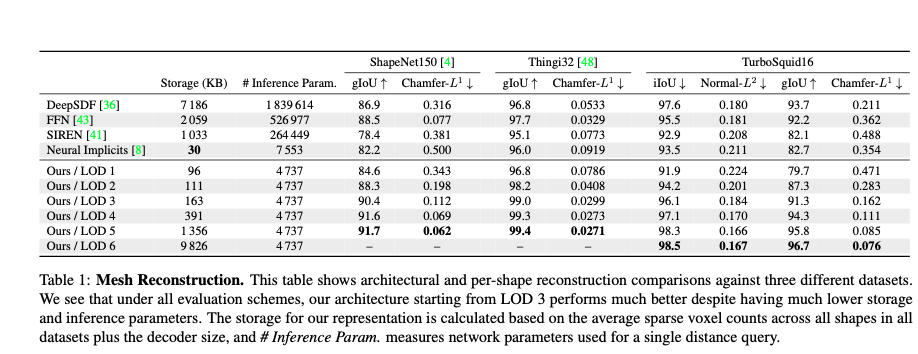 ShapeNet150 [4] Thingi32 [48] TurboSquid16
Storage (KB) # Inference Param. gIoU ↑ Chamfer-L¹ ↓ gIoU ↑ Chamfer-L¹ ↓ iIoU ↓ Normal-L² ↓ gIoU ↑ Chamfer-L¹ ↓
DeepSDF [36] 7 186 1 839 614 86.9 0.316 96.8 0.0533 97.6 0.180 93.7 0.211
FFN [43] 2 059 526 977 88.5 0.077 97.7 0.0329 95.5 0.181 92.2 0.362
SIREN [41] 1 033 264 449 78.4 0.381 95.1 0.0773 92.9 0.208 82.1 0.488
Neural Implicits [8] 30 7 553 82.2 0.500 96.0 0.0919 93.5 0.211 82.7 0.354
Ours / LOD 1 96 4 737 84.6 0.343 96.8 0.0786 91.9 0.224 79.7 0.471
Ours / LOD 2 111 4 737 88.3 0.198 98.2 0.0408 94.2 0.201 87.3 0.283
Ours / LOD 3 163 4 737 90.4 0.112 99.0 0.0299 96.1 0.184 91.3 0.162
Ours / LOD 4 391 4 737 91.6 0.069 99.3 0.0273 97.1 0.170 94.3 0.111
Ours / LOD 5 1 356 4 737 91.7 0.062 99.4 0.0271 98.3 0.166 95.8 0.085
Ours / LOD 6 9 826 4 737 – – – – 98.5 0.167 96.7 0.076
Table 1: Mesh Reconstruction. This table shows architectural and per-shape reconstruction comparisons against three different datasets.
We see that under all evaluation schemes, our architecture starting from LOD 3 performs much better despite having much lower storage
and inference parameters. The storage for our representation is calculated based on the average sparse voxel counts across all shapes in all
datasets plus the decoder size, and # Inference Param. measures network parameters used for a single distance query.